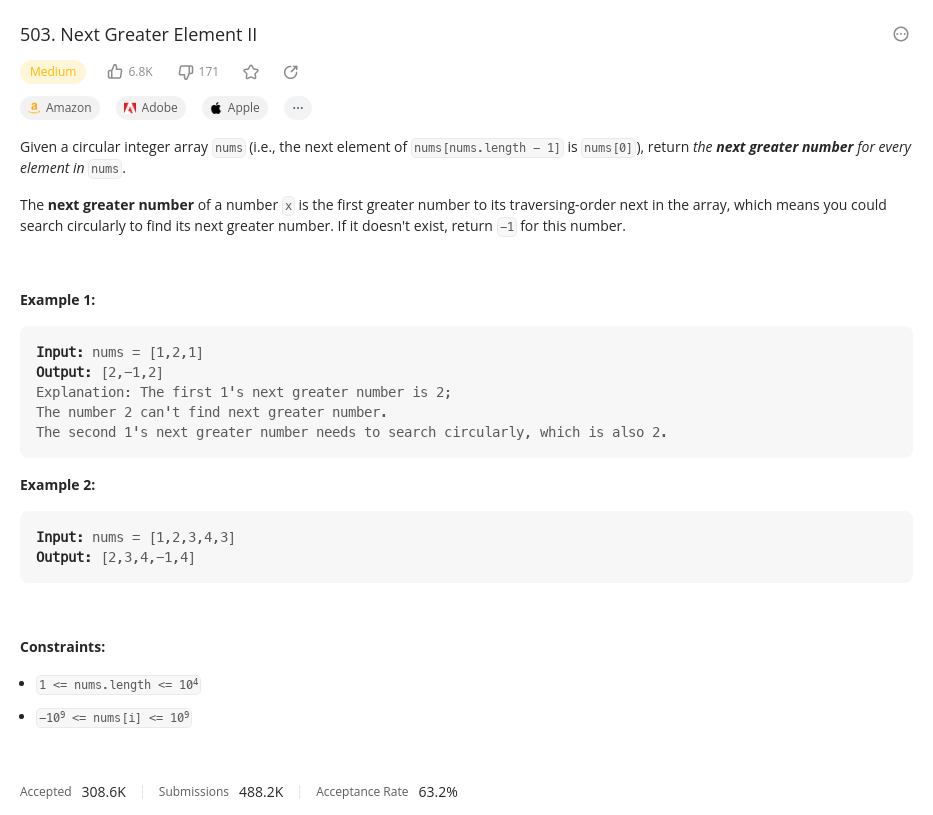 503. Next Greater Element II
Medium 6.8K 171
Amazon Adobe Apple ...
Given a circular integer array nums (i.e., the next element of nums[nums.length - 1] is nums[0]), return the next greater number for every
element in nums.
The next greater number of a number x is the first greater number to its traversing-order next in the array, which means you could
search circularly to find its next greater number. If it doesn't exist, return -1 for this number.
Example 1:
Input: nums = [1,2,1]
Output: [2,-1,2]
Explanation: The first 1's next greater number is 2;
The number 2 can't find next greater number.
The second 1's next greater number needs to search circularly, which is also 2.
Example 2:
Input: nums = [1,2,3,4,3]
Output: [2,3,4,-1,4]
Constraints:
• 1 <= nums.length <= 10⁴
• -10⁹ <= nums[i] <= 10⁹
Accepted 308.6K Submissions 488.2K Acceptance Rate 63.2%